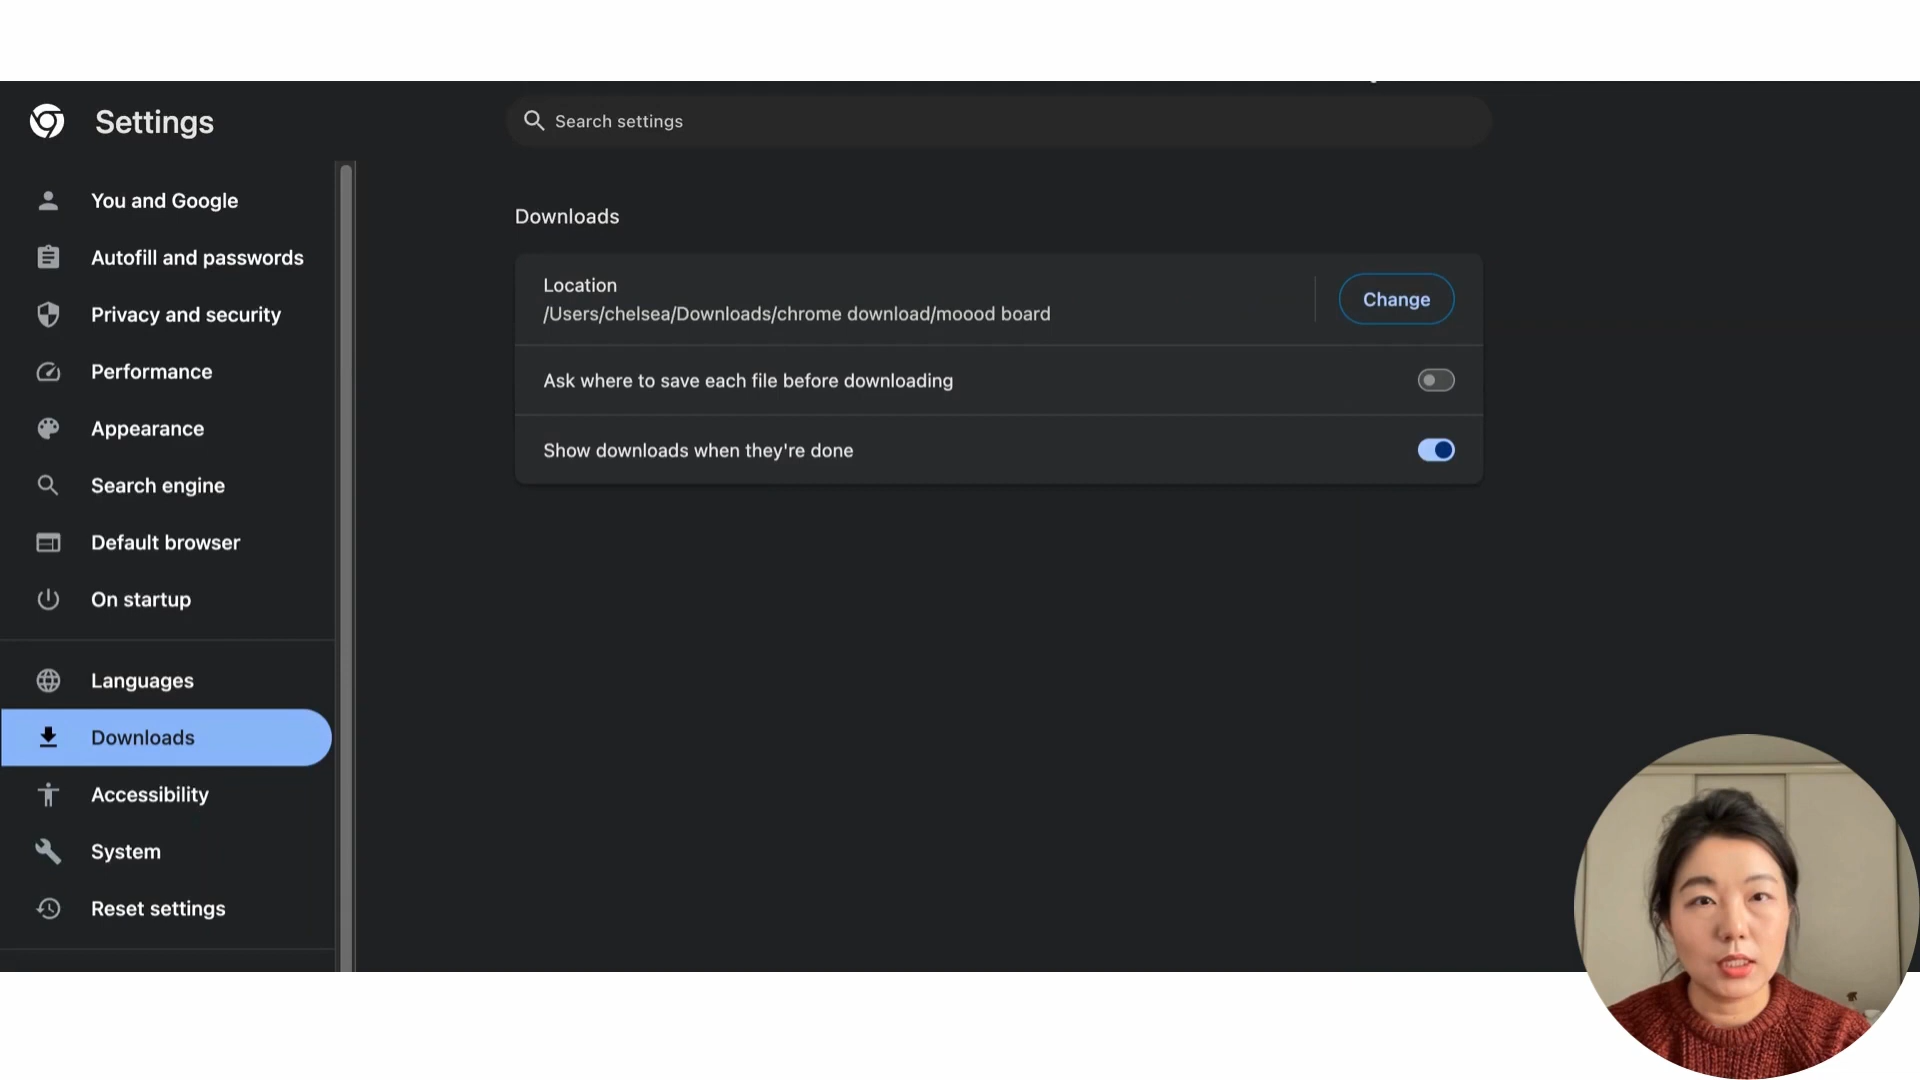 Settings
Search settings
You and Google
Autofill and passwords
Privacy and security
Performance
Appearance
Search engine
Default browser
On startup
Languages
Downloads
Accessibility
System
Reset settings
Downloads
Location
/Users/chelsea/Downloads/chrome download/moood board
Change
Ask where to save each file before downloading
Show downloads when they're done